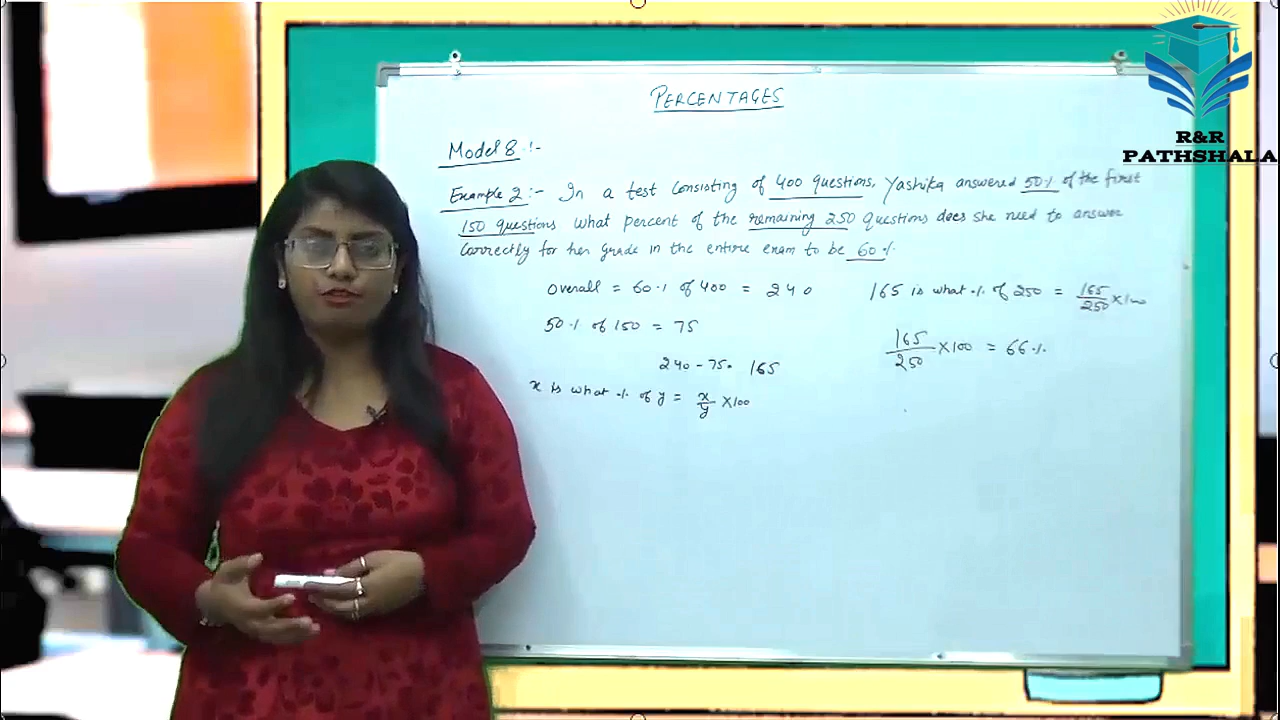 R&R
PATHSHALA
PERCENTAGES
Model 8 :-
Example 2 :- In a test consisting of 400 questions, Yashika answered 50% of the first
150 questions what percent of the remaining 250 questions does she need to answer
correctly for her grade in the entire exam to be 60%
overall = 60% of 400 = 240
50% of 150 = 75
240 - 75 = 165
x is what % of y = x/y × 100
165 is what % of 250 = 165/250 × 100
165/250 × 100 = 66%